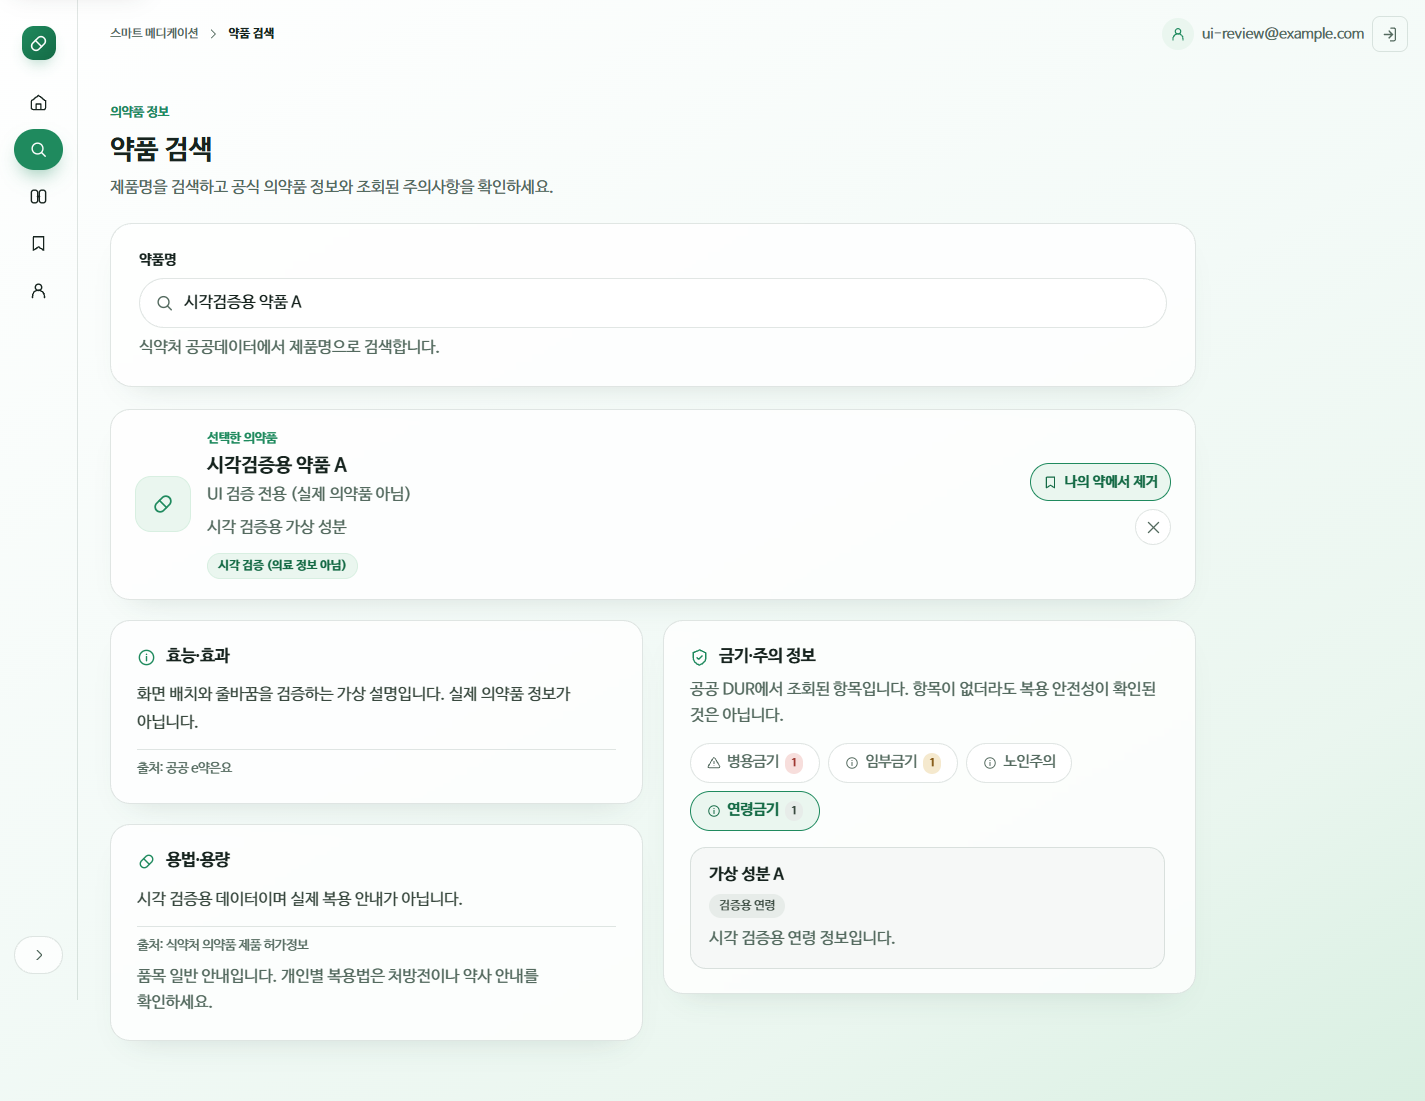 스마트 메디케이션 > 약품 검색
ui-review@example.com
의약품 정보
약품 검색
제품명을 검색하고 공식 의약품 정보와 조회된 주의사항을 확인하세요.
약품명
시각검증용 약품 A
식약처 공공데이터에서 제품명으로 검색합니다.
선택한 의약품
시각검증용 약품 A
UI 검증 전용 (실제 의약품 아님)
시각 검증용 가상 성분
시각 검증 (의료 정보 아님)
나의 약에서 제거
효능·효과
화면 배치와 줄바꿈을 검증하는 가상 설명입니다. 실제 의약품 정보가
아닙니다.
출처: 공공 e약은요
용법·용량
시각 검증용 데이터이며 실제 복용 안내가 아닙니다.
출처: 식약처 의약품 제품 허가정보
품목 일반 안내입니다. 개인별 복용법은 처방전이나 약사 안내를
확인하세요.
금기·주의 정보
공공 DUR에서 조회된 항목입니다. 항목이 없더라도 복용 안전성이 확인된
것은 아닙니다.
병용금기 1 임부금기 1 노인주의
연령금기 1
가상 성분 A
검증용 연령
시각 검증용 연령 정보입니다.